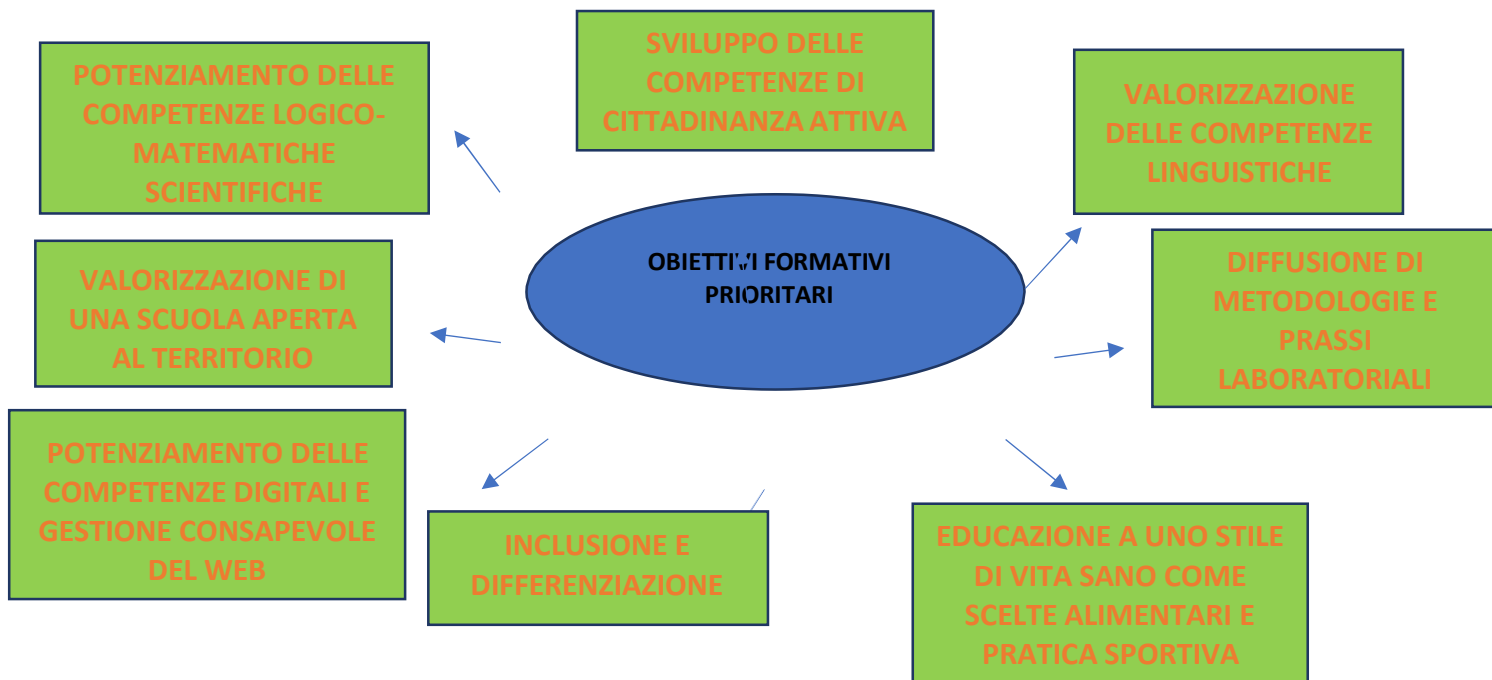 SVILUPPO DELLE
COMPETENZE DI
CITTADINANZA ATTIVA
POTENZIAMENTO DELLE
COMPETENZE LOGICO-
MATEMATICHE
SCIENTIFICHE
VALORIZZAZIONE
DELLE COMPETENZE
LINGUISTICHE
OBIETTIVI FORMATIVI
PRIORITARI
VALORIZZAZIONE DI
UNA SCUOLA APERTA
AL TERRITORIO
DIFFUSIONE DI
METODOLOGIE E
PRASSI
LABORATORIALI
POTENZIAMENTO DELLE
COMPETENZE DIGITALI E
GESTIONE CONSAPEVOLE
DEL WEB
INCLUSIONE E
DIFFERENZIAZIONE
EDUCAZIONE A UNO STILE
DI VITA SANO COME
SCELTE ALIMENTARI E
PRATICA SPORTIVA